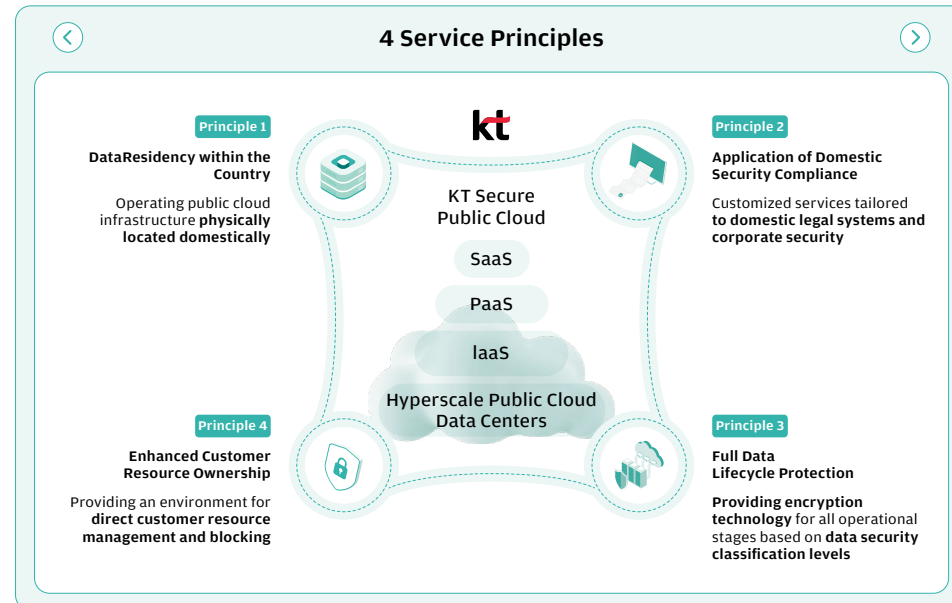 4 Service Principles
kt
Principle 1
DataResidency within the
Country
Operating public cloud
infrastructure physically
located domestically
Principle 2
Application of Domestic
Security Compliance
Customized services tailored
to domestic legal systems and
corporate security
KT Secure
Public Cloud
SaaS
PaaS
IaaS
Hyperscale Public Cloud
Data Centers
Principle 4
Enhanced Customer
Resource Ownership
Providing an environment for
direct customer resource
management and blocking
Principle 3
Full Data
Lifecycle Protection
Providing encryption
technology for all operational
stages based on data security
classification levels